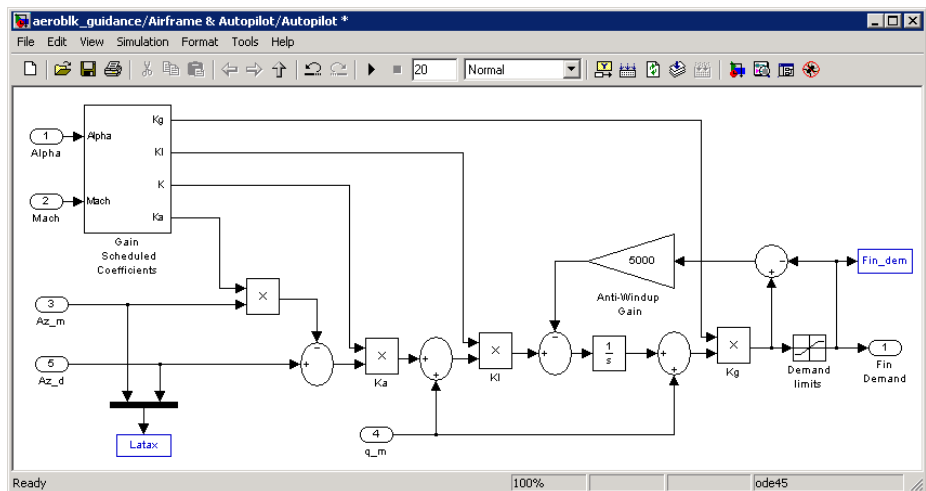 aeroblk_guidance/Airframe & Autopilot/Autopilot *
File Edit View Simulation Format Tools Help
20 Normal
1
Alpha
2
Mach
Alpha
Mach
Kg
KI
K
Ka
Gain
Scheduled
Coefficients
3
Az_m
5
Az_d
Latax
×
−
+
×
Ka
+
+
4
q_m
×
KI
−
+
1
s
+
+
5000
Anti-Windup
Gain
×
Kg
−
+
Demand
limits
Fin_dem
1
Fin
Demand
Ready 100% ode45